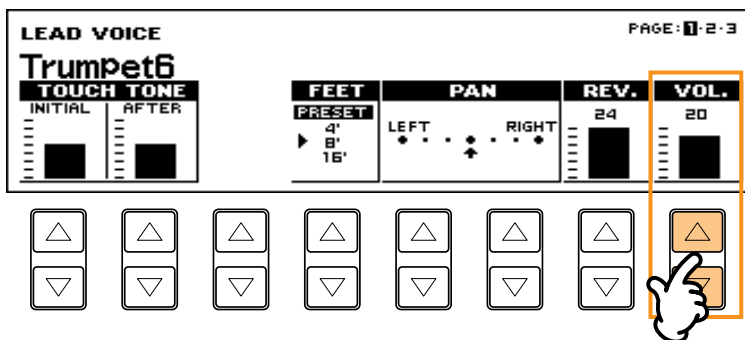 LEAD VOICE
PAGE:1·2·3
Trumpet6
TOUCH TONE
INITIAL
AFTER
FEET
PRESET
4'
8'
16'
PAN
LEFT
RIGHT
REV.
24
VOL.
20